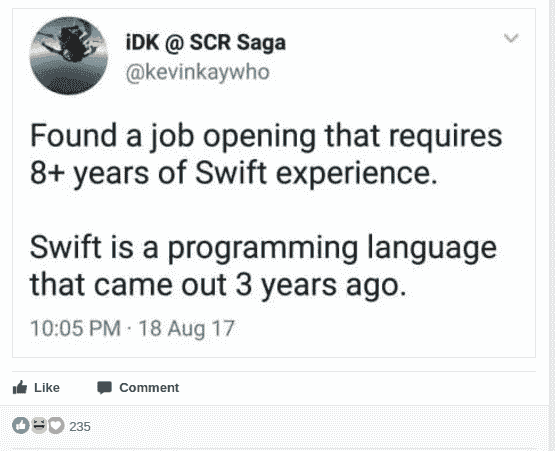 iDK @ SCR Saga
@kevinkaywho
Found a job opening that requires
8+ years of Swift experience.
Swift is a programming language
that came out 3 years ago.
10:05 PM · 18 Aug 17
Like Comment
235